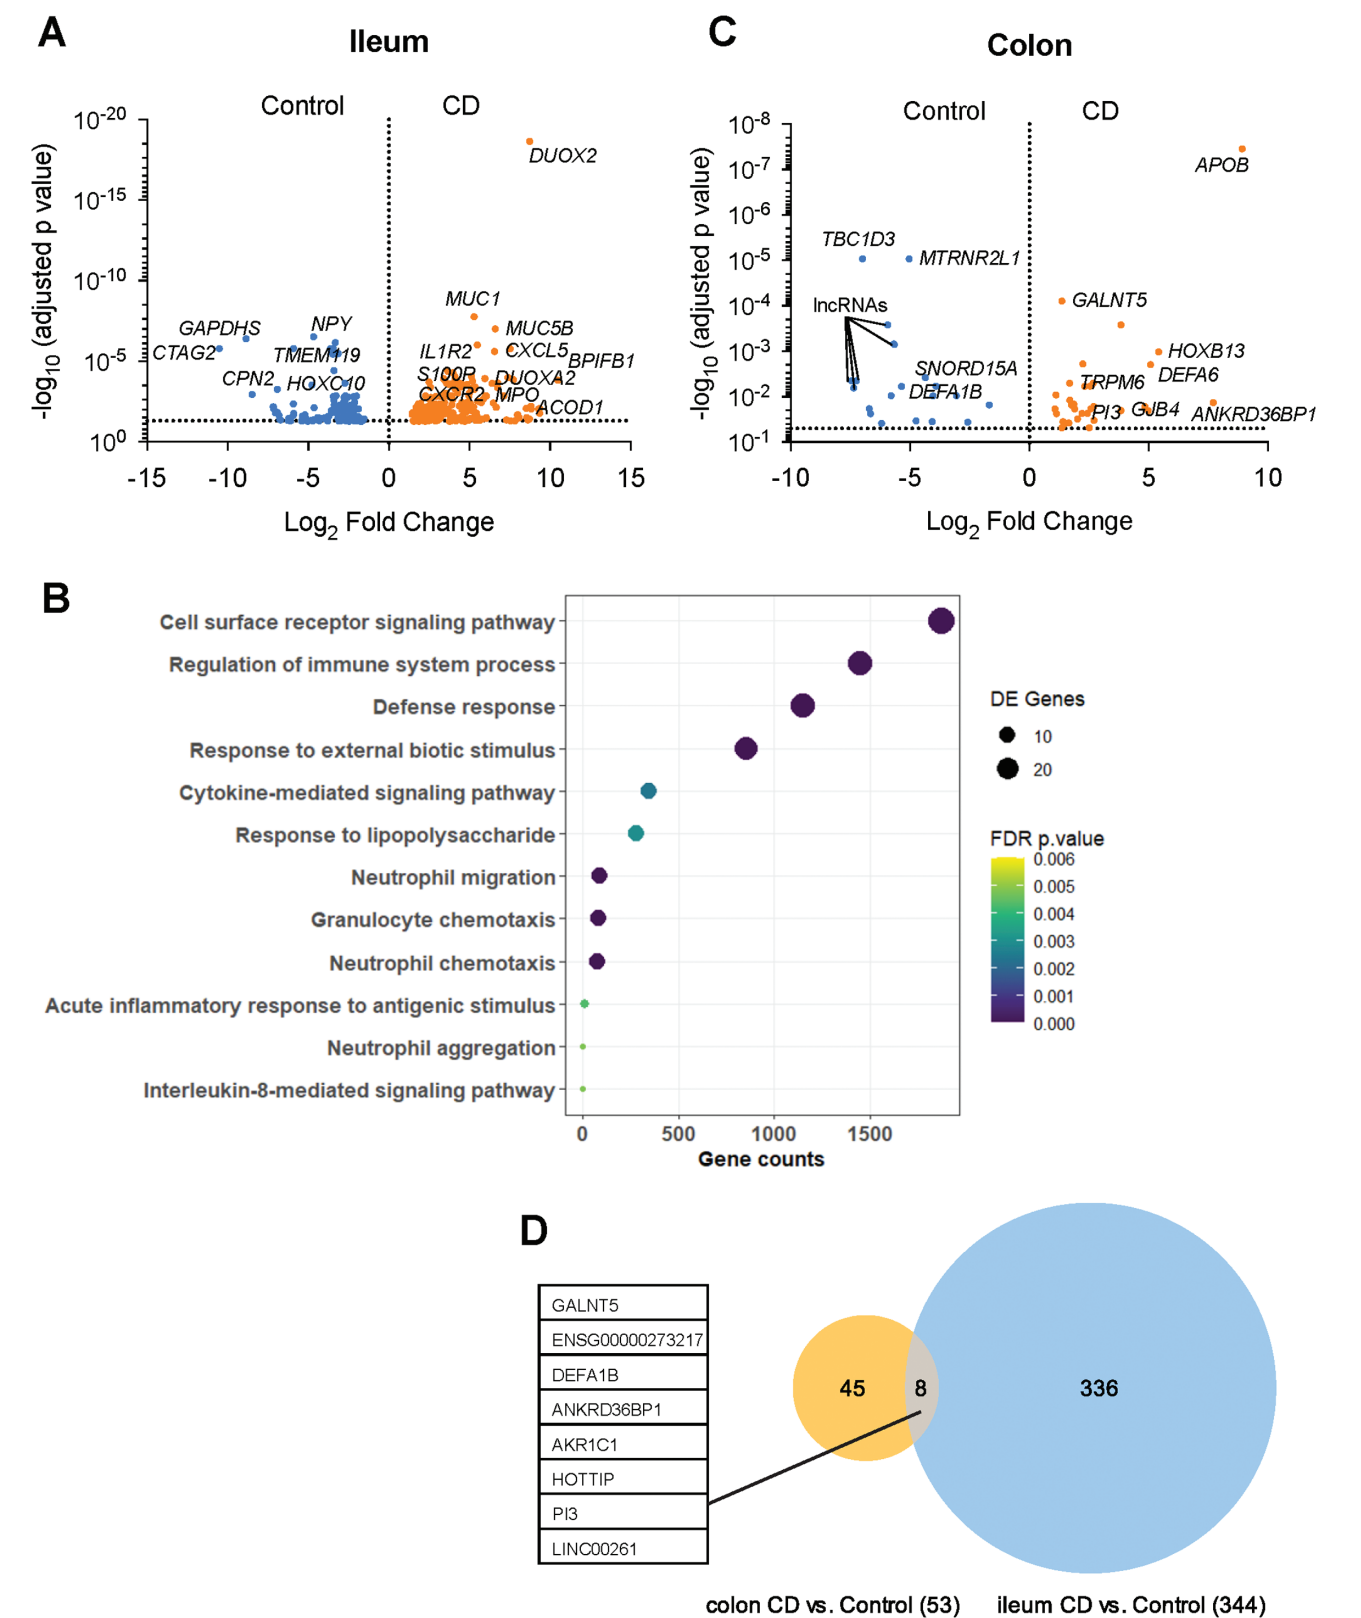 A
Ileum
Control
CD
10-20
10-15
10-10
10-5
100
-log10 (adjusted p value)
DUOX2
MUC1
MUC5B
GAPDHS
NPY
CTAG2
TMEM119
IL1R2
CXCL5
BPIFB1
S100P
DUOXA2
CPN2
HOXC10
CXCR2
MPO
ACOD1
-15
-10
-5
0
5
10
15
Log2 Fold Change
C
Colon
Control
CD
10-8
10-7
10-6
10-5
10-4
10-3
10-2
10-1
-log10 (adjusted p value)
APOB
TBC1D3
MTRNR2L1
lncRNAs
GALNT5
HOXB13
SNORD15A
DEFA6
TRPM6
DEFA1B
PI3
GJB4
ANKRD36BP1
-10
-5
0
5
10
Log2 Fold Change
B
Cell surface receptor signaling pathway
Regulation of immune system process
Defense response
Response to external biotic stimulus
Cytokine-mediated signaling pathway
Response to lipopolysaccharide
Neutrophil migration
Granulocyte chemotaxis
Neutrophil chemotaxis
Acute inflammatory response to antigenic stimulus
Neutrophil aggregation
Interleukin-8-mediated signaling pathway
0
500
1000
1500
Gene counts
DE Genes
10
20
FDR p.value
0.006
0.005
0.004
0.003
0.002
0.001
0.000
D
GALNT5
ENSG00000273217
DEFA1B
ANKRD36BP1
AKR1C1
HOTTIP
PI3
LINC00261
45
8
336
colon CD vs. Control (53)
ileum CD vs. Control (344)